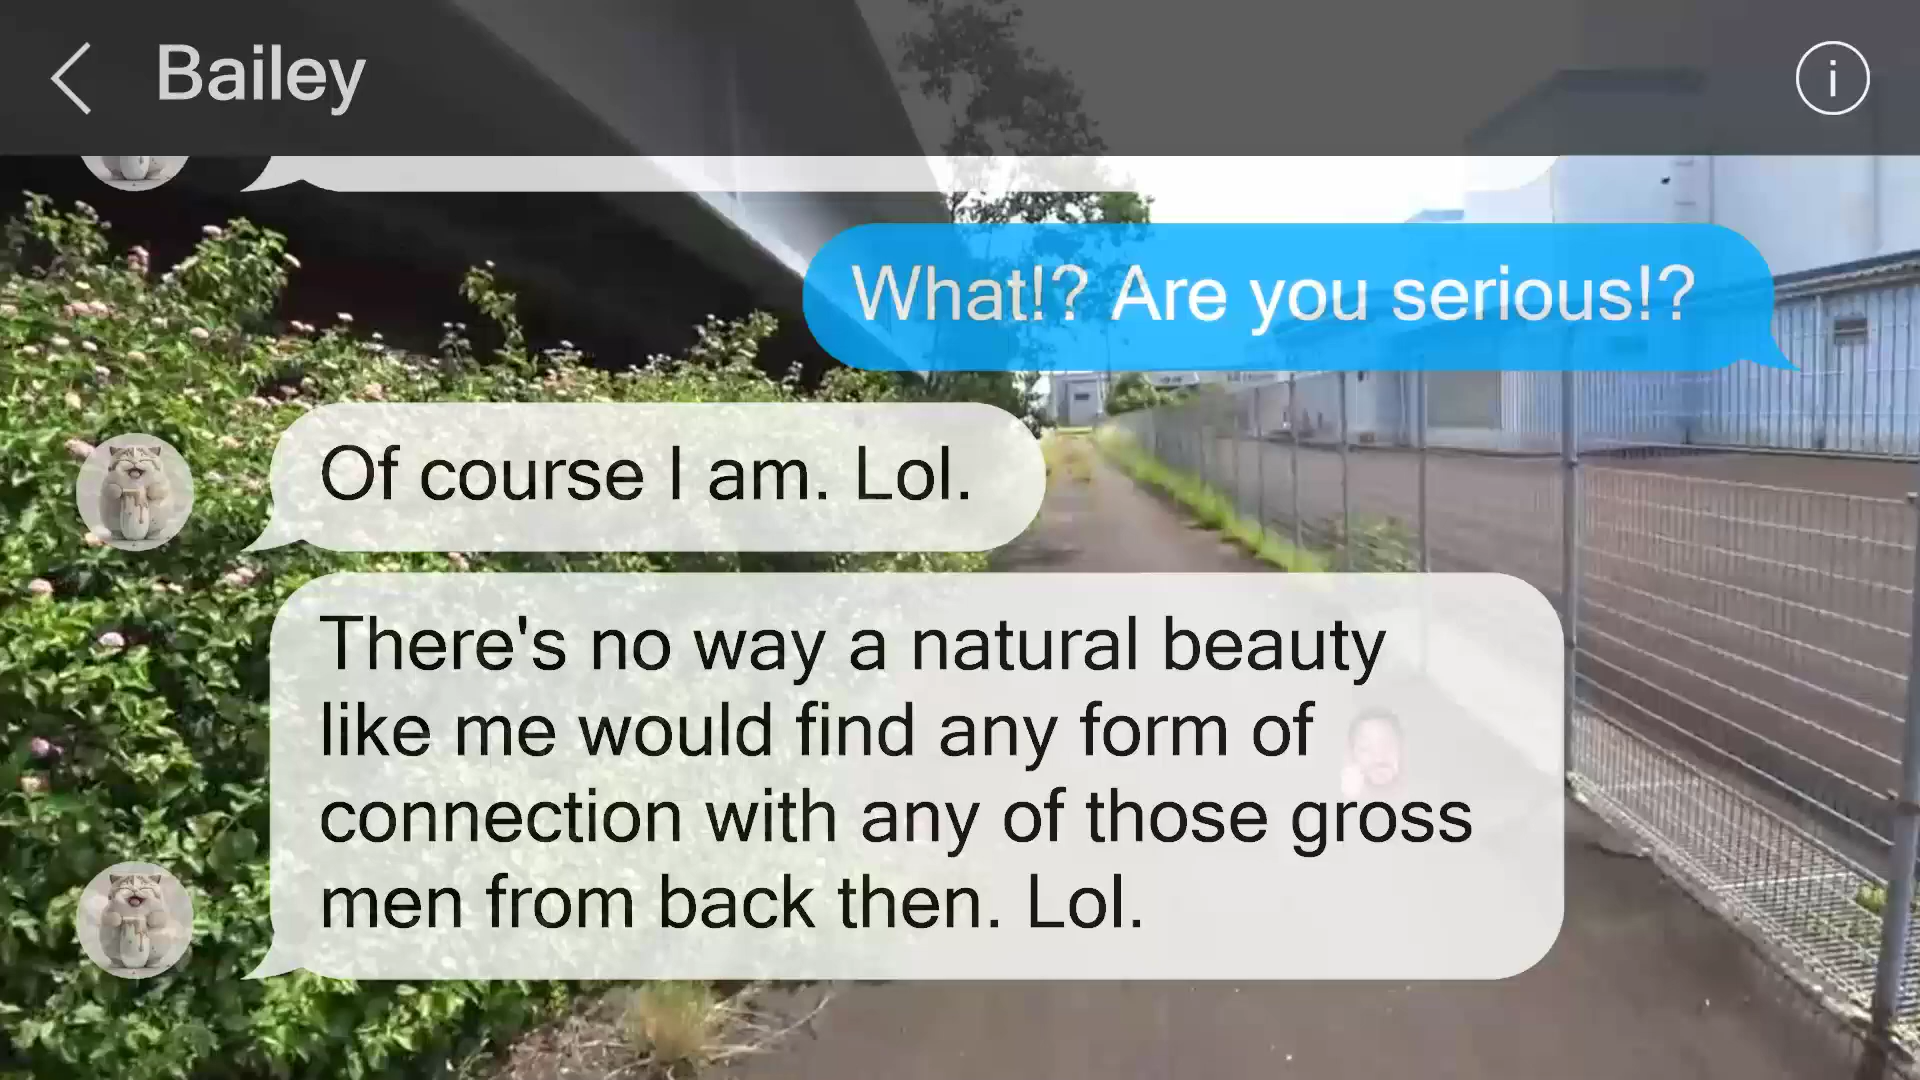 Bailey
What!? Are you serious!?
Of course I am. Lol.
There's no way a natural beauty
like me would find any form of
connection with any of those gross
men from back then. Lol.